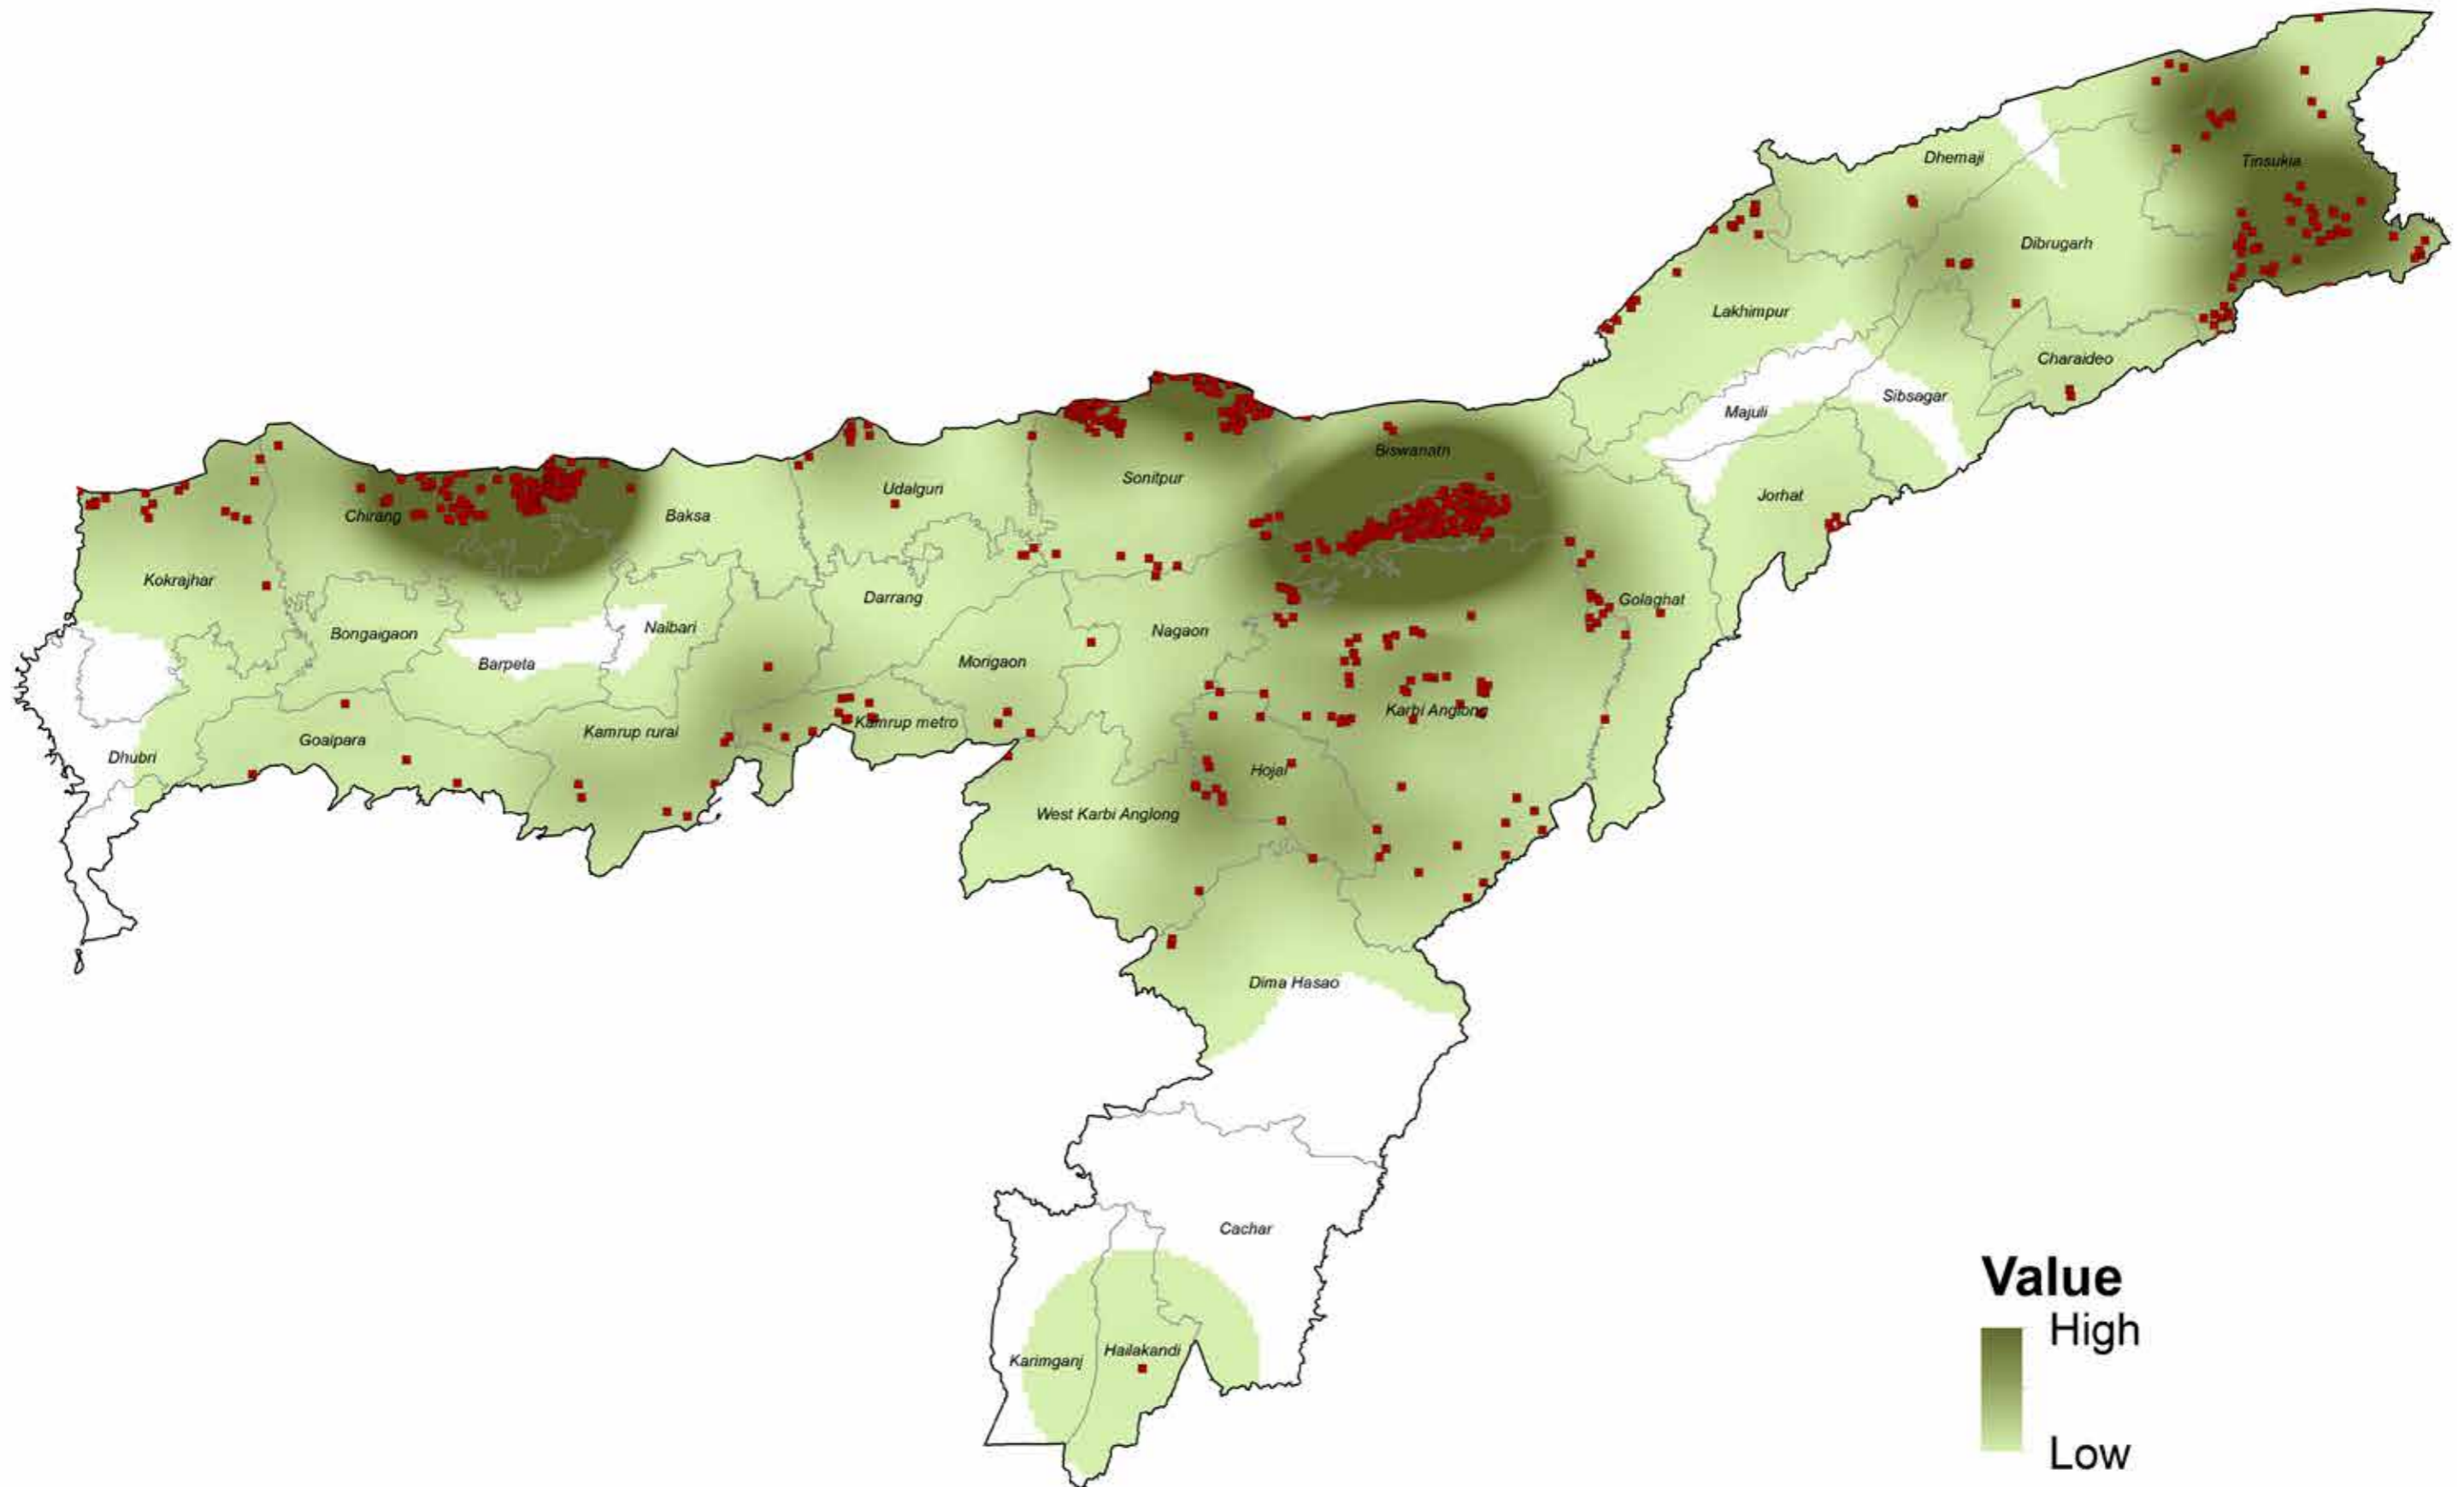 Tinsukia
Dhemaji
Dibrugarh
Lakhimpur
Charaideo
Sibsagar
Majuli
Biswanath
Sonitpur
Udalguri
Jorhat
Chirang
Baksa
Kokrajhar
Darrang
Golaghat
Nalbari
Nagaon
Bongaigaon
Barpeta
Morigaon
Karbi Anglong
Kamrup metro
Kamrup rural
Goalpara
Dhubri
Hojai
West Karbi Anglong
Dima Hasao
Cachar
Value
High
Hailakandi
Karimganj
Low